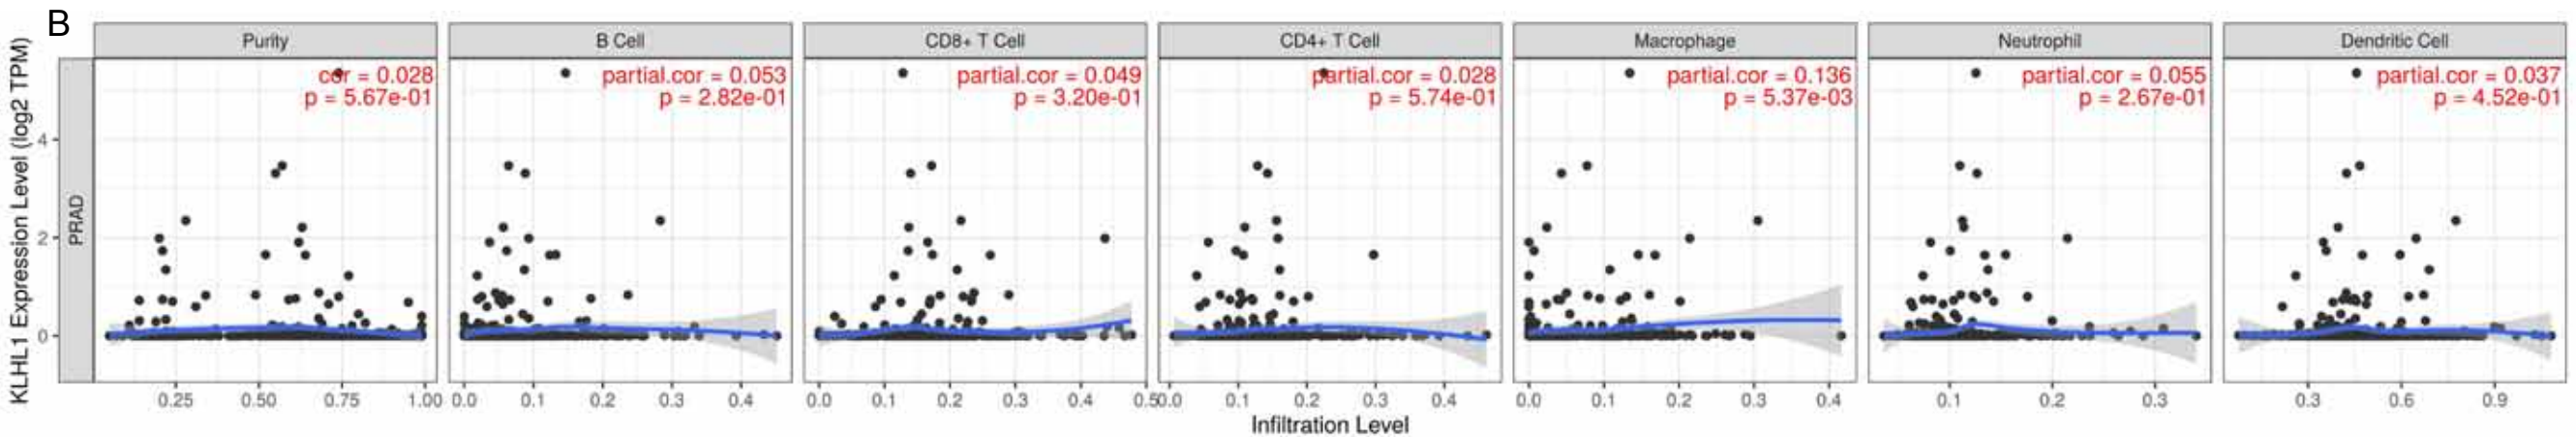 B
Purity
B Cell
CD8+ T Cell
CD4+ T Cell
Macrophage
Neutrophil
Dendritic Cell
KLHL1 Expression Level (log2 TPM)
PRAD
cor = 0.028
p = 5.67e-01
partial.cor = 0.053
p = 2.82e-01
partial.cor = 0.049
p = 3.20e-01
partial.cor = 0.028
p = 5.74e-01
partial.cor = 0.136
p = 5.37e-03
partial.cor = 0.055
p = 2.67e-01
partial.cor = 0.037
p = 4.52e-01
4
2
0
0.25 0.50 0.75 1.00
0.0 0.1 0.2 0.3 0.4
0.0 0.1 0.2 0.3 0.4 0.5
0.0 0.1 0.2 0.3 0.4
0.0 0.1 0.2 0.3 0.4
0.1 0.2 0.3
0.3 0.6 0.9
Infiltration Level